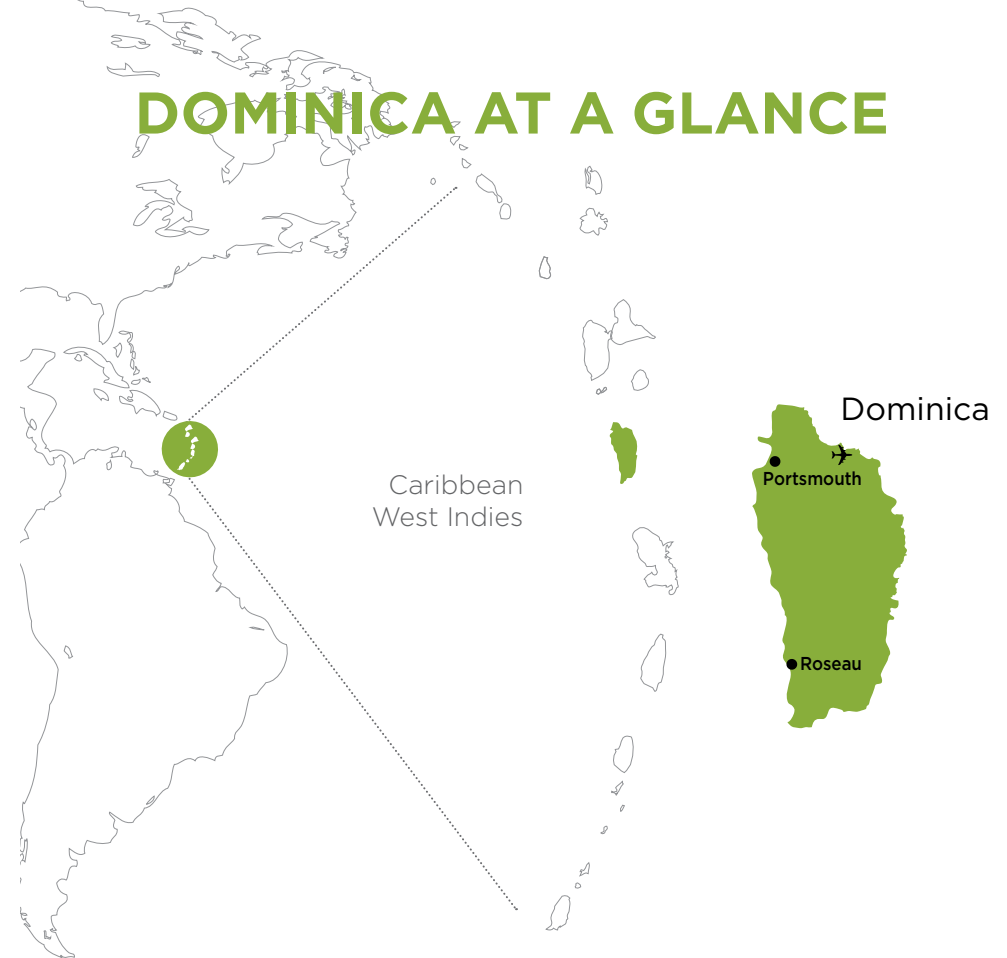 DOMINICA AT A GLANCE
Dominica
Portsmouth
Caribbean
West Indies
Roseau